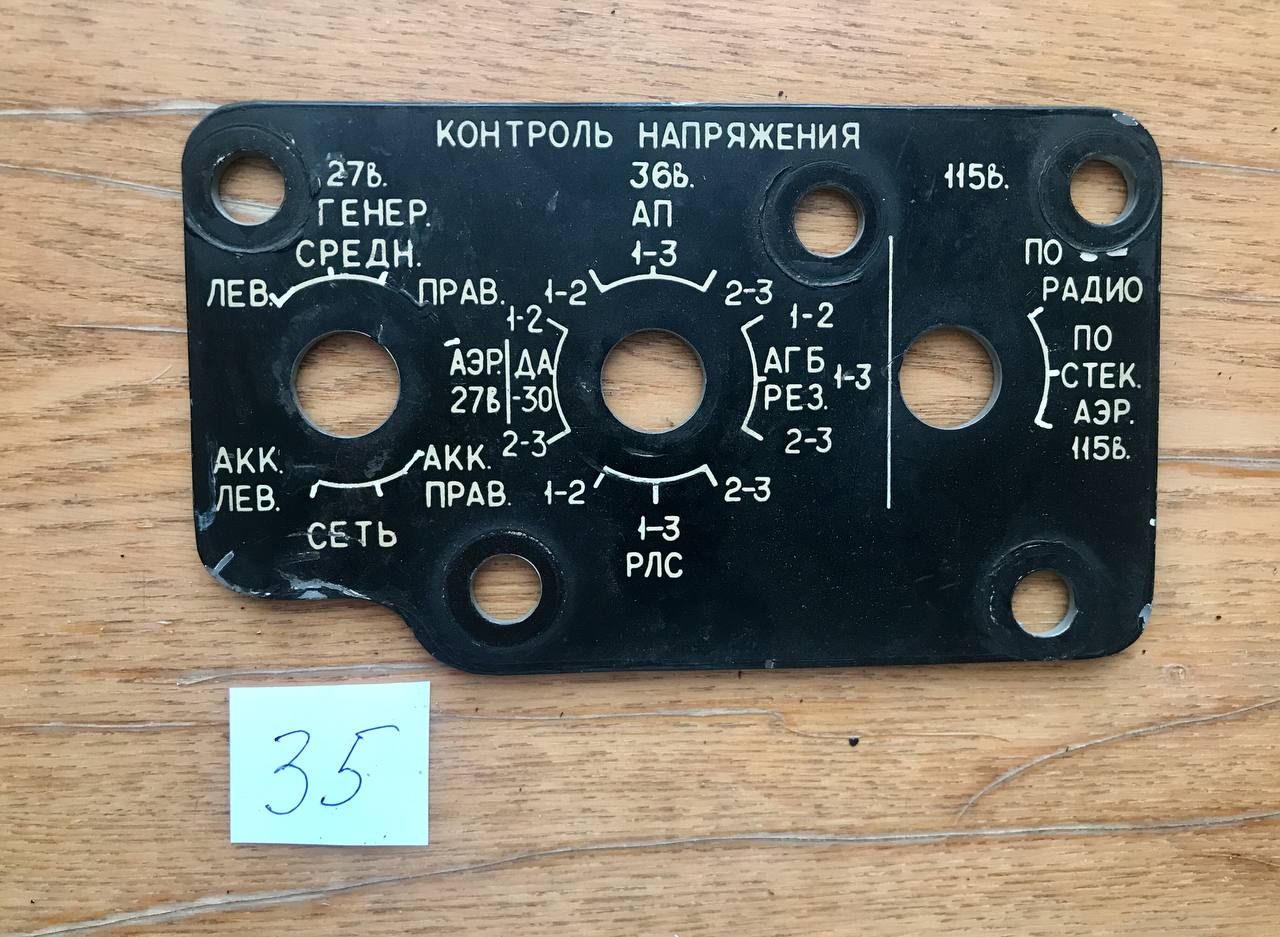 КОНТРОЛЬ НАПРЯЖЕНИЯ
27в.
ГЕНЕР.
СРЕДН.
ЛЕВ.
ПРАВ.
АЭР.
27В
АКК.
ЛЕВ.
АКК.
ПРАВ.
СЕТЬ
36в.
АП
1-3
1-2
2-3
1-2
ДА
-30
2-3
1-2
АГБ
РЕЗ.
1-3
2-3
1-2
2-3
1-3
РЛС
115в.
ПО
РАДИО
ПО
СТЕК.
АЭР.
115в.
35